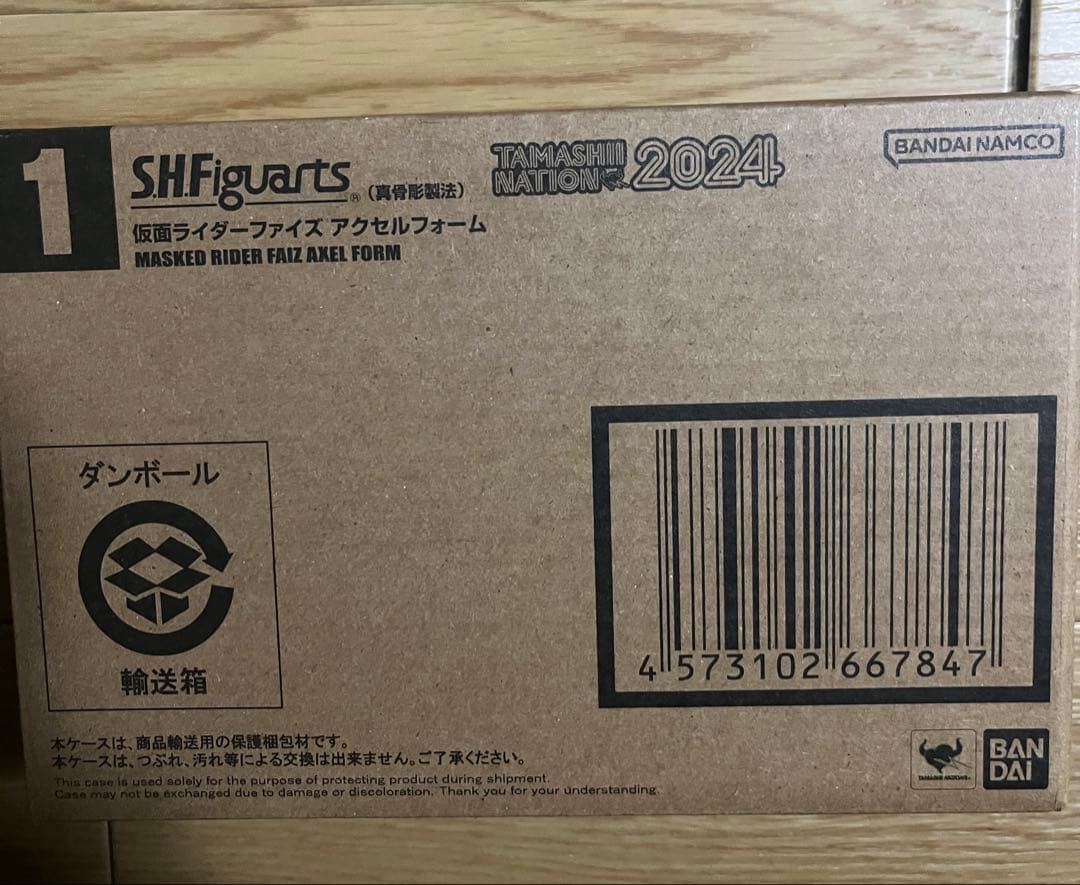 1
S.H.Figuarts® (真骨彫製法)
TAMASHII NATION 2024
BANDAI NAMCO
仮面ライダーファイズ アクセルフォーム
MASKED RIDER FAIZ AXEL FORM
ダンボール
輸送箱
4 573102 667847
本ケースは、商品輸送用の保護梱包材です。
本ケースは、つぶれ、汚れ等による交換は出来ません。ご了承ください。
This case is used solely for the purpose of protecting product during shipment.
Case may not be exchanged due to damage or discoloration. Thank you for your understanding.
TAMASHII NATIONS
BAN
DAI